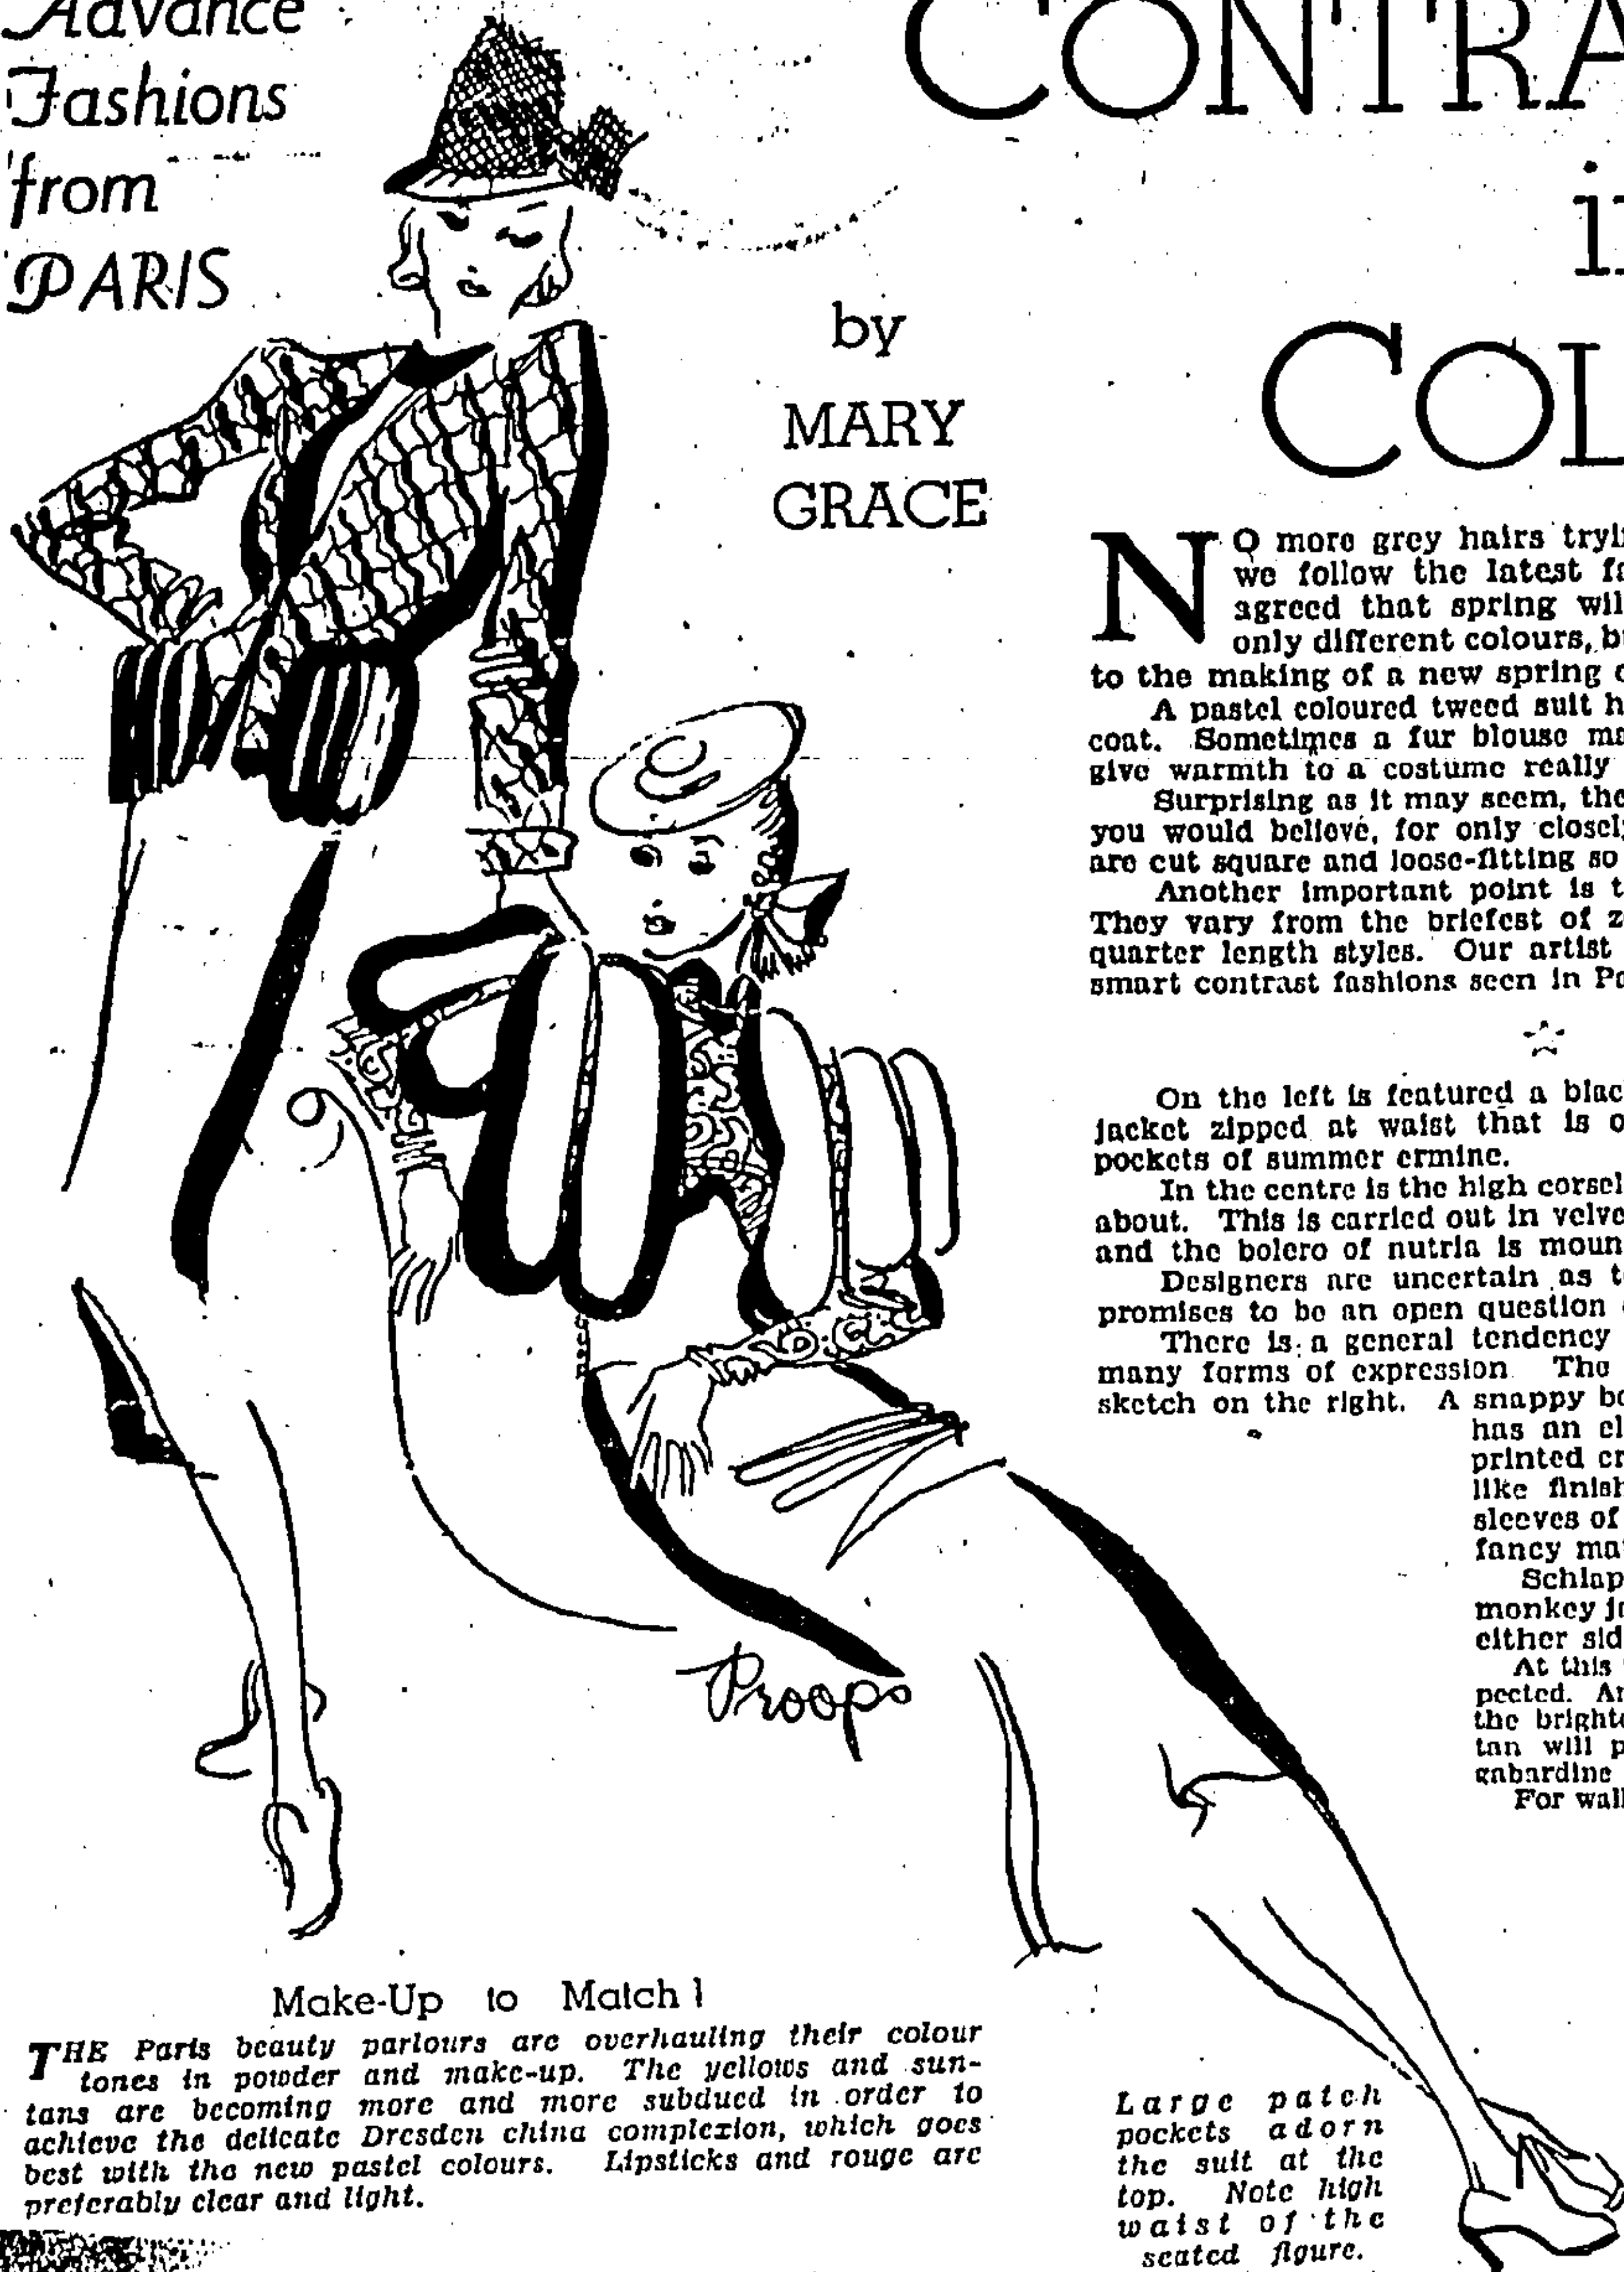 Advance
Fashions
from
PARIS
CONTRA
in
COL
by
MARY
GRACE
NO more grey hairs tryi
we follow the latest f
agreed that spring wil
only different colours, b
to the making of a new spring
A pastel coloured tweed suit h
coat. Sometimes a fur blouse m
give warmth to a costume really
Surprising as it may seem, the
you would believe, for only closel
are cut square and loose-fitting so
Another important point is t
They vary from the briefest of z
quarter length styles. Our artist
smart contrast fashions seen in P
On the left is featured a blac
jacket zipped at waist that is o
pockets of summer ermine.
In the centre is the high corsel
about. This is carried out in velve
and the bolero of nutria is moun
Designers are uncertain as t
promises to be an open question
There is a general tendency
many forms of expression. The
sketch on the right. A snappy bo
has an el
printed cr
like finish
sleeves of
fancy ma
Schiap
monkey j
either sid
At this
pected. A
the bright
tan will p
gabardine
For wal
Proops
Make-Up to Match!
THE Paris beauty parlours are overhauling their colour
tones in powder and make-up. The yellows and sun-
tans are becoming more and more subdued in order to
achieve the delicate Dresden china complexion, which goes
best with the new pastel colours. Lipsticks and rouge are
preferably clear and light.
Large patch
pockets adorn
the suit at the
top. Note high
waist of the
seated figure.